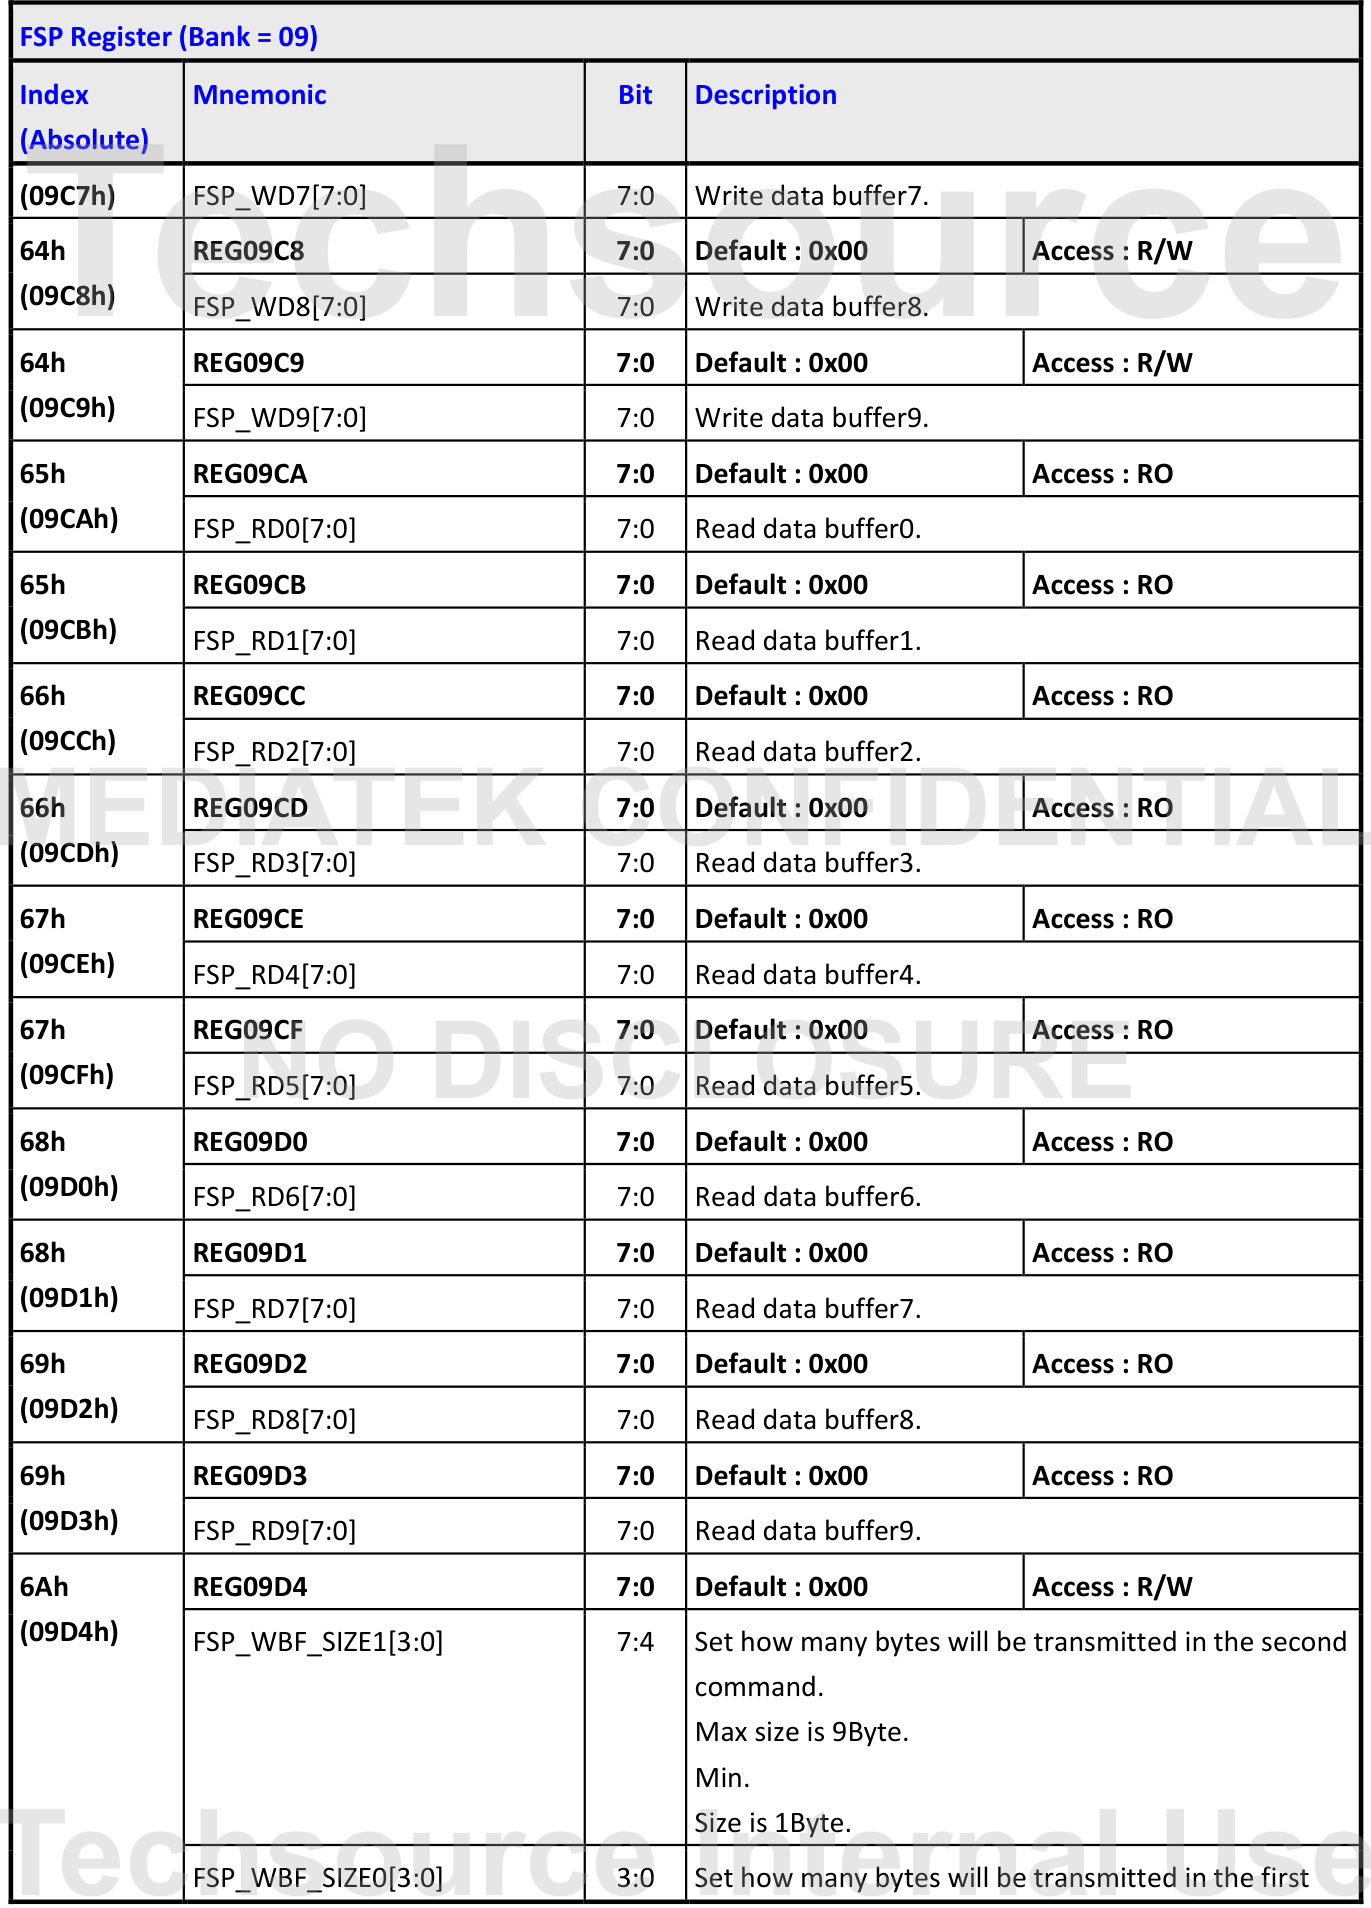 FSP Register (Bank = 09)
Index
(Absolute)
Mnemonic
Bit
Description
(09C7h)
FSP_WD7[7:0]
7:0
Write data buffer7.
64h
(09C8h)
REG09C8
7:0
Default : 0x00
Access : R/W
FSP_WD8[7:0]
7:0
Write data buffer8.
64h
(09C9h)
REG09C9
7:0
Default : 0x00
Access : R/W
FSP_WD9[7:0]
7:0
Write data buffer9.
65h
(09CAh)
REG09CA
7:0
Default : 0x00
Access : RO
FSP_RD0[7:0]
7:0
Read data buffer0.
65h
(09CBh)
REG09CB
7:0
Default : 0x00
Access : RO
FSP_RD1[7:0]
7:0
Read data buffer1.
66h
(09CCh)
REG09CC
7:0
Default : 0x00
Access : RO
FSP_RD2[7:0]
7:0
Read data buffer2.
66h
(09CDh)
REG09CD
7:0
Default : 0x00
Access : RO
FSP_RD3[7:0]
7:0
Read data buffer3.
67h
(09CEh)
REG09CE
7:0
Default : 0x00
Access : RO
FSP_RD4[7:0]
7:0
Read data buffer4.
67h
(09CFh)
REG09CF
7:0
Default : 0x00
Access : RO
FSP_RD5[7:0]
7:0
Read data buffer5.
68h
(09D0h)
REG09D0
7:0
Default : 0x00
Access : RO
FSP_RD6[7:0]
7:0
Read data buffer6.
68h
(09D1h)
REG09D1
7:0
Default : 0x00
Access : RO
FSP_RD7[7:0]
7:0
Read data buffer7.
69h
(09D2h)
REG09D2
7:0
Default : 0x00
Access : RO
FSP_RD8[7:0]
7:0
Read data buffer8.
69h
(09D3h)
REG09D3
7:0
Default : 0x00
Access : RO
FSP_RD9[7:0]
7:0
Read data buffer9.
6Ah
(09D4h)
REG09D4
7:0
Default : 0x00
Access : R/W
FSP_WBF_SIZE1[3:0]
7:4
Set how many bytes will be transmitted in the second
command.
Max size is 9Byte.
Min.
Size is 1Byte.
FSP_WBF_SIZE0[3:0]
3:0
Set how many bytes will be transmitted in the first
Techsource
MEDIATEK CONFIDENTIAL
NO DISCLOSURE
Techsource Internal Use